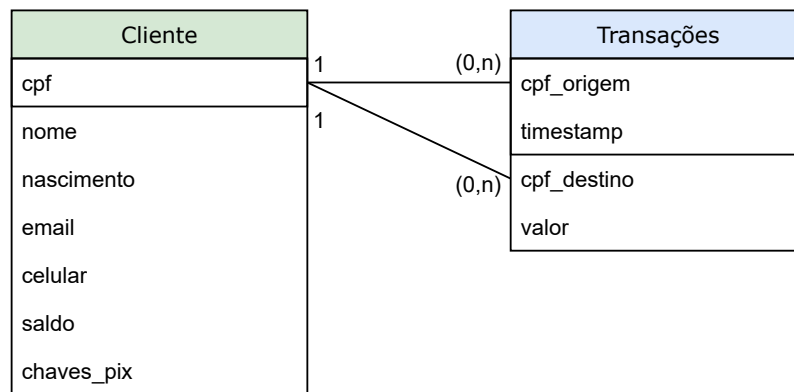 Cliente
cpf
nome
nascimento
email
celular
saldo
chaves_pix
1
(0,n)
1
(0,n)
Transações
cpf_origem
timestamp
cpf_destino
valor